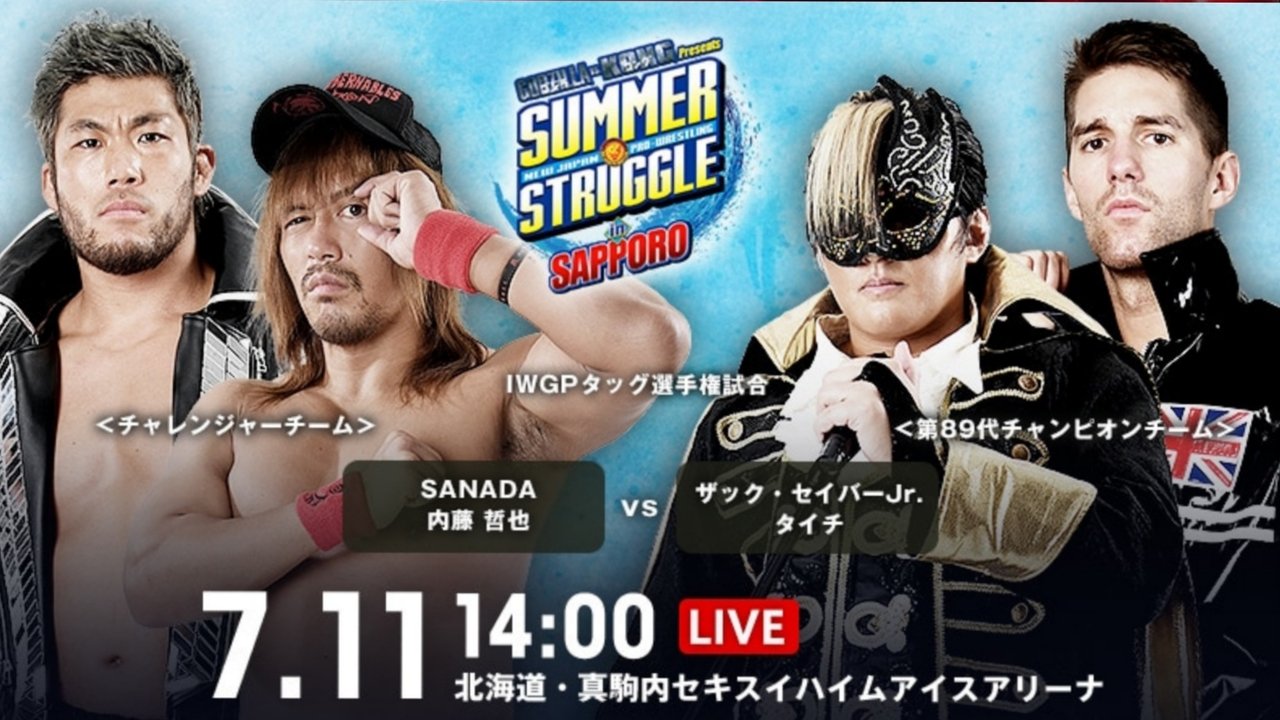 GODZILLA vs. KONG Presents
SUMMER
NEW JAPAN PRO-WRESTLING
STRUGGLE
in
SAPPORO
IWGPタッグ選手権試合
<チャレンジャーチーム>
<第89代チャンピオンチーム>
SANADA
内藤 哲也
vs
ザック・セイバーJr.
タイチ
7.11 14:00 LIVE
北海道・真駒内セキスイハイムアイスアリーナ